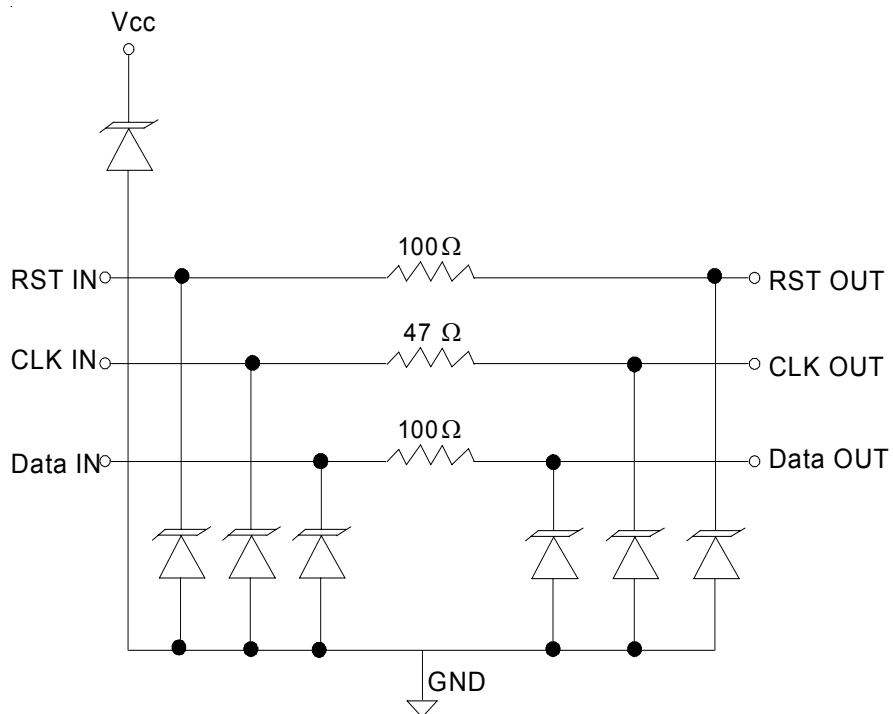 Vcc
100Ω
RST IN
RST OUT
47 Ω
CLK IN
CLK OUT
100Ω
Data IN
Data OUT
GND